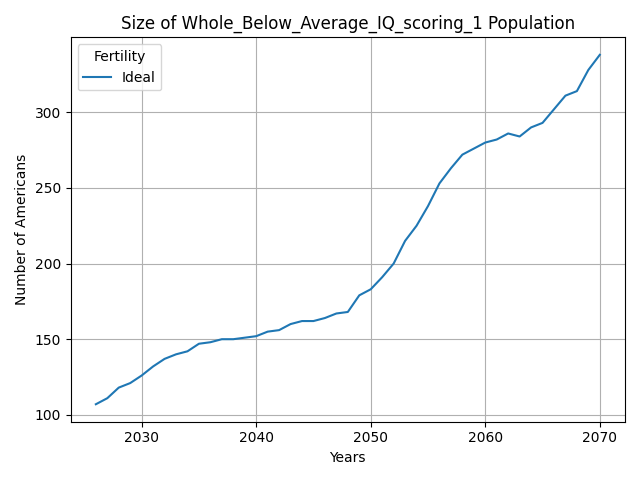 Size of Whole_Below_Average_IQ_scoring_1 Population
Fertility
Ideal
Number of Americans
300
250
200
150
100
2030 2040 2050 2060 2070
Years